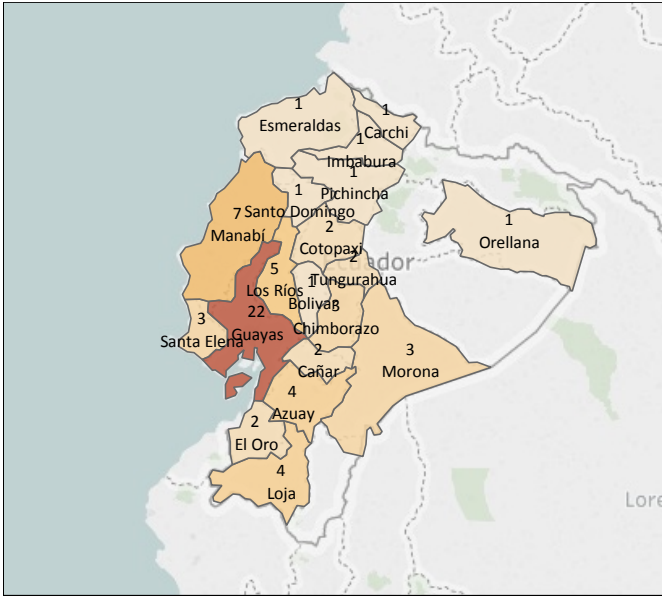 1
Esmeraldas
1
Carchi
1
Imbabura
1
Pichincha
1
Santo Domingo
7
Manabí
2
Cotopaxi
1
Orellana
2
Tungurahua
Ecuador
5
Los Ríos
1
Bolivar
3
Chimborazo
22
Guayas
3
Santa Elena
2
Cañar
3
Morona
4
Azuay
2
El Oro
4
Loja
Lore